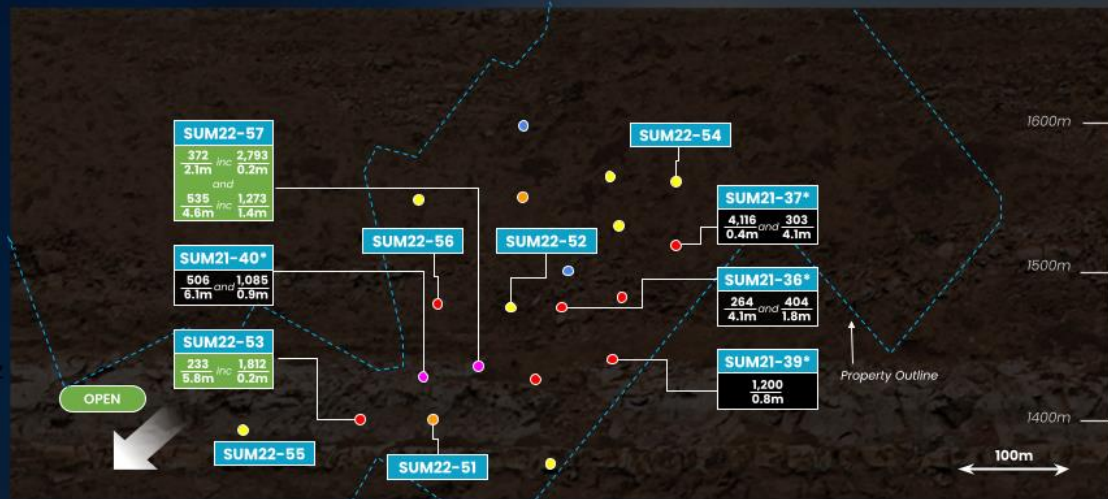 1600m
SUM22-57
372 inc 2,793
2.1m 0.2m
and
535 inc 1,273
4.6m 1.4m
SUM22-54
SUM21-37*
4,116 and 303
0.4m 4.1m
SUM22-56
SUM22-52
SUM21-40*
506 and 1,085
6.1m 0.9m
1500m
SUM21-36*
264 and 404
4.1m 1.8m
SUM22-53
233 inc 1,812
5.8m 0.2m
SUM21-39*
1,200
0.8m
Property Outline
OPEN
1400m
SUM22-55
SUM22-51
100m